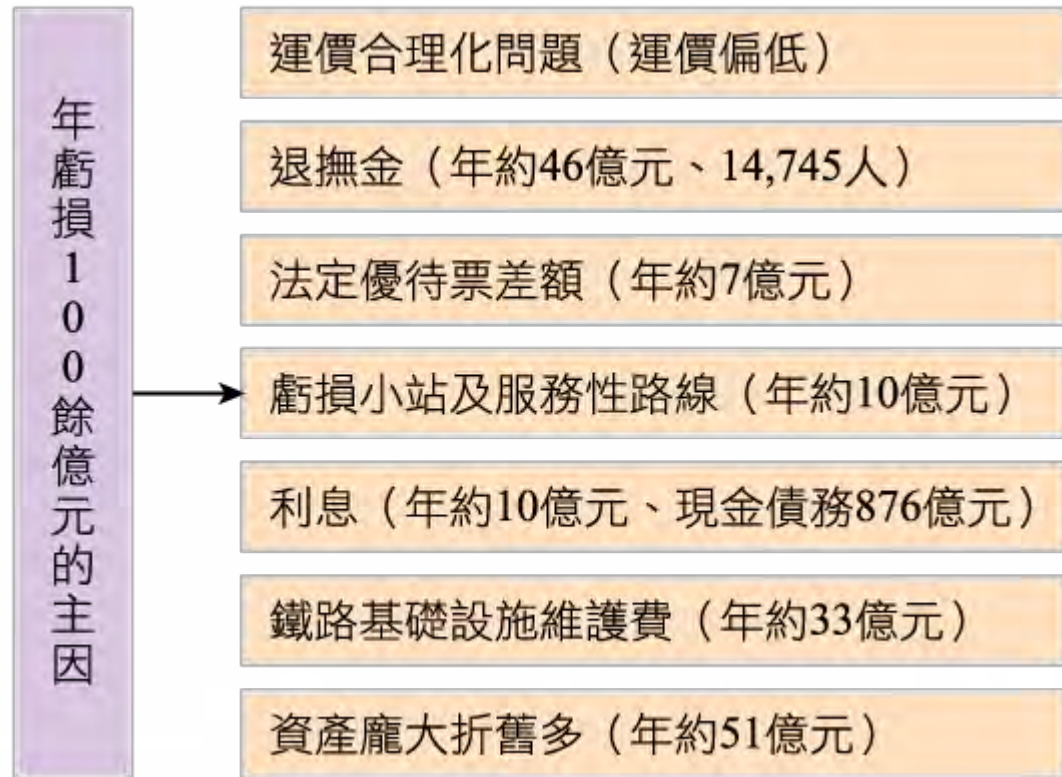 年虧損100餘億元的主因
運價合理化問題（運價偏低）
退撫金（年約46億元、14,745人）
法定優待票差額（年約7億元）
虧損小站及服務性路線（年約10億元）
利息（年約10億元、現金債務876億元）
鐵路基礎設施維護費（年約33億元）
資產龐大折舊多（年約51億元）